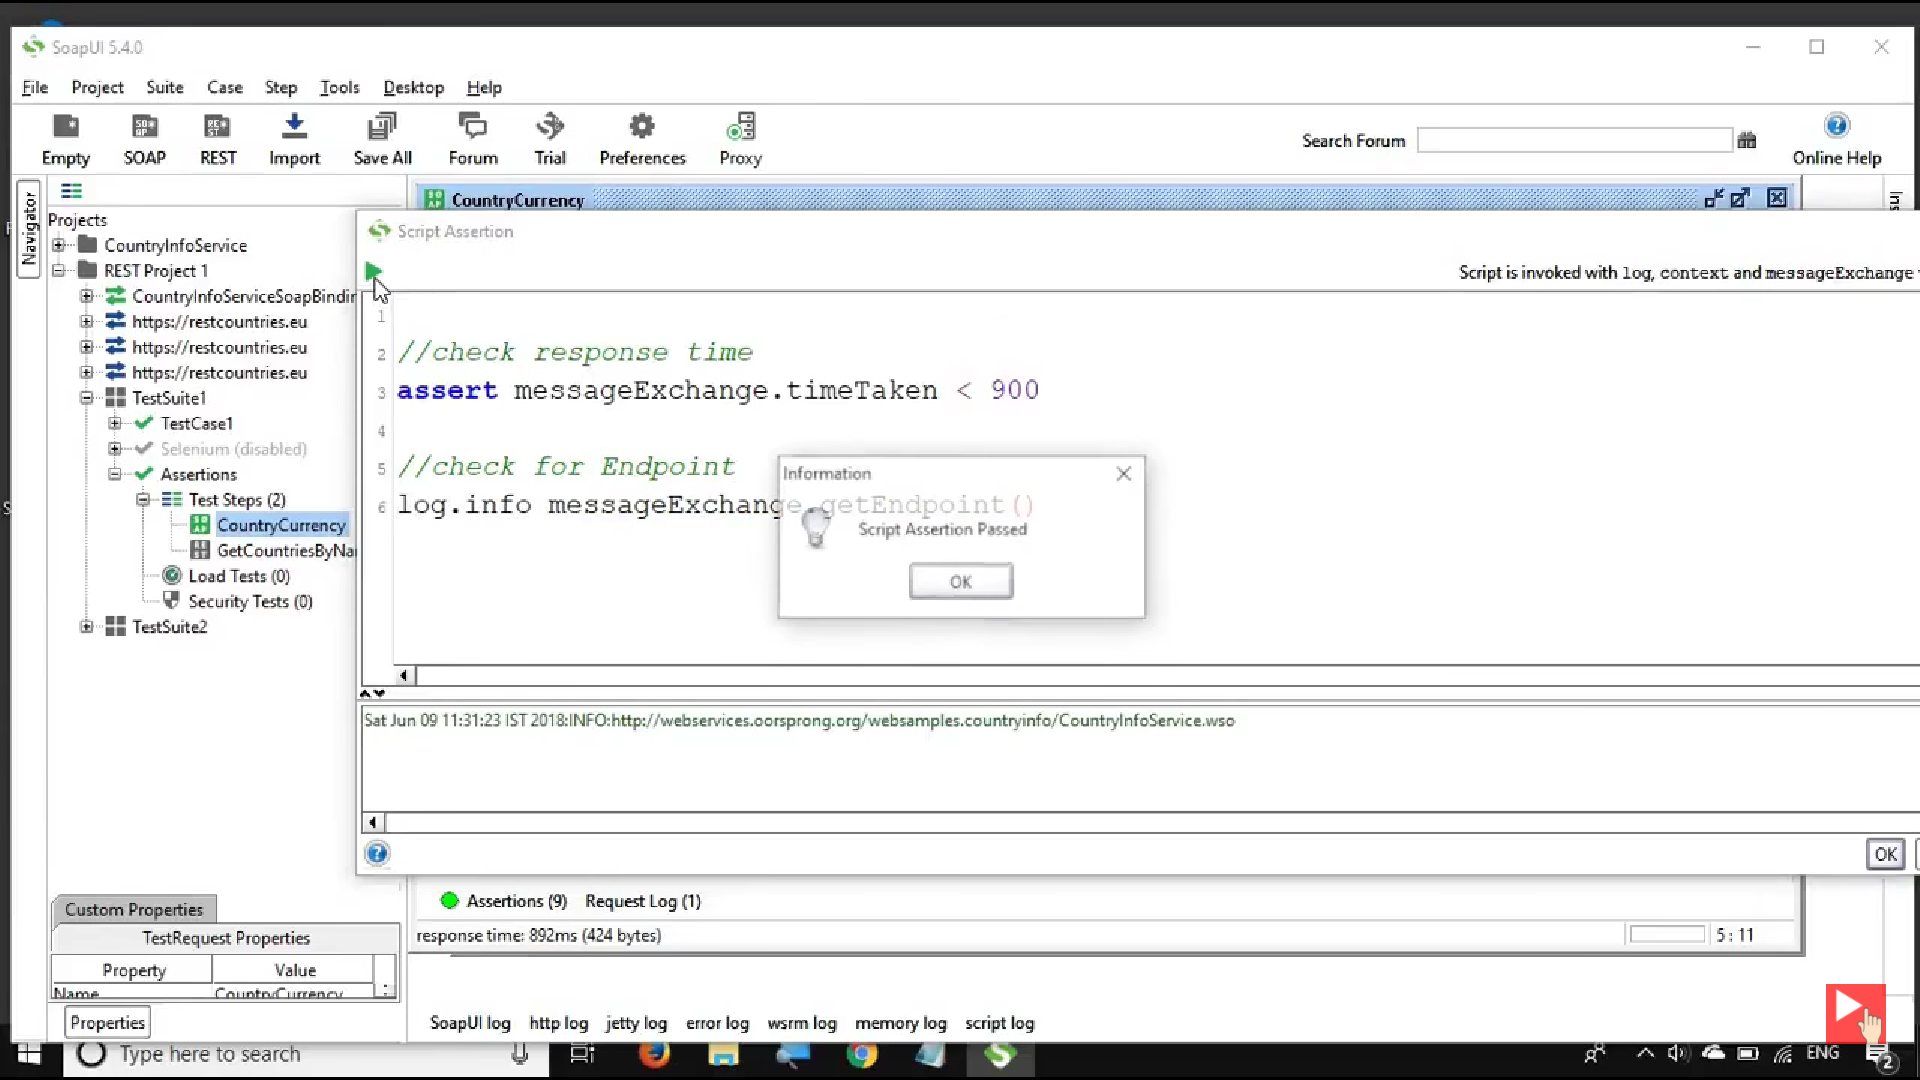 SoapUI 5.4.0
File Project Suite Case Step Tools Desktop Help
Empty SOAP REST Import Save All Forum Trial Preferences Proxy
Search Forum
Online Help
Navigator
Projects
CountryInfoService
REST Project 1
CountryInfoServiceSoapBindin
https://restcountries.eu
https://restcountries.eu
https://restcountries.eu
TestSuite1
TestCase1
Selenium (disabled)
Assertions
Test Steps (2)
CountryCurrency
GetCountriesByNa
Load Tests (0)
Security Tests (0)
TestSuite2
CountryCurrency
Ins
Script Assertion
Script is invoked with log, context and messageExchange
1
2 //check response time
3 assert messageExchange.timeTaken < 900
4
5 //check for Endpoint
6 log.info messageExchange.getEndpoint()
Information
Script Assertion Passed
OK
Sat Jun 09 11:31:23 IST 2018:INFO:http://webservices.oorsprong.org/websamples.countryinfo/CountryInfoService.wso
OK
Assertions (9) Request Log (1)
response time: 892ms (424 bytes)
5 : 11
Custom Properties
TestRequest Properties
Property Value
Name CountryCurrency
Properties
SoapUI log http log jetty log error log wsrm log memory log script log
Type here to search
ENG
2